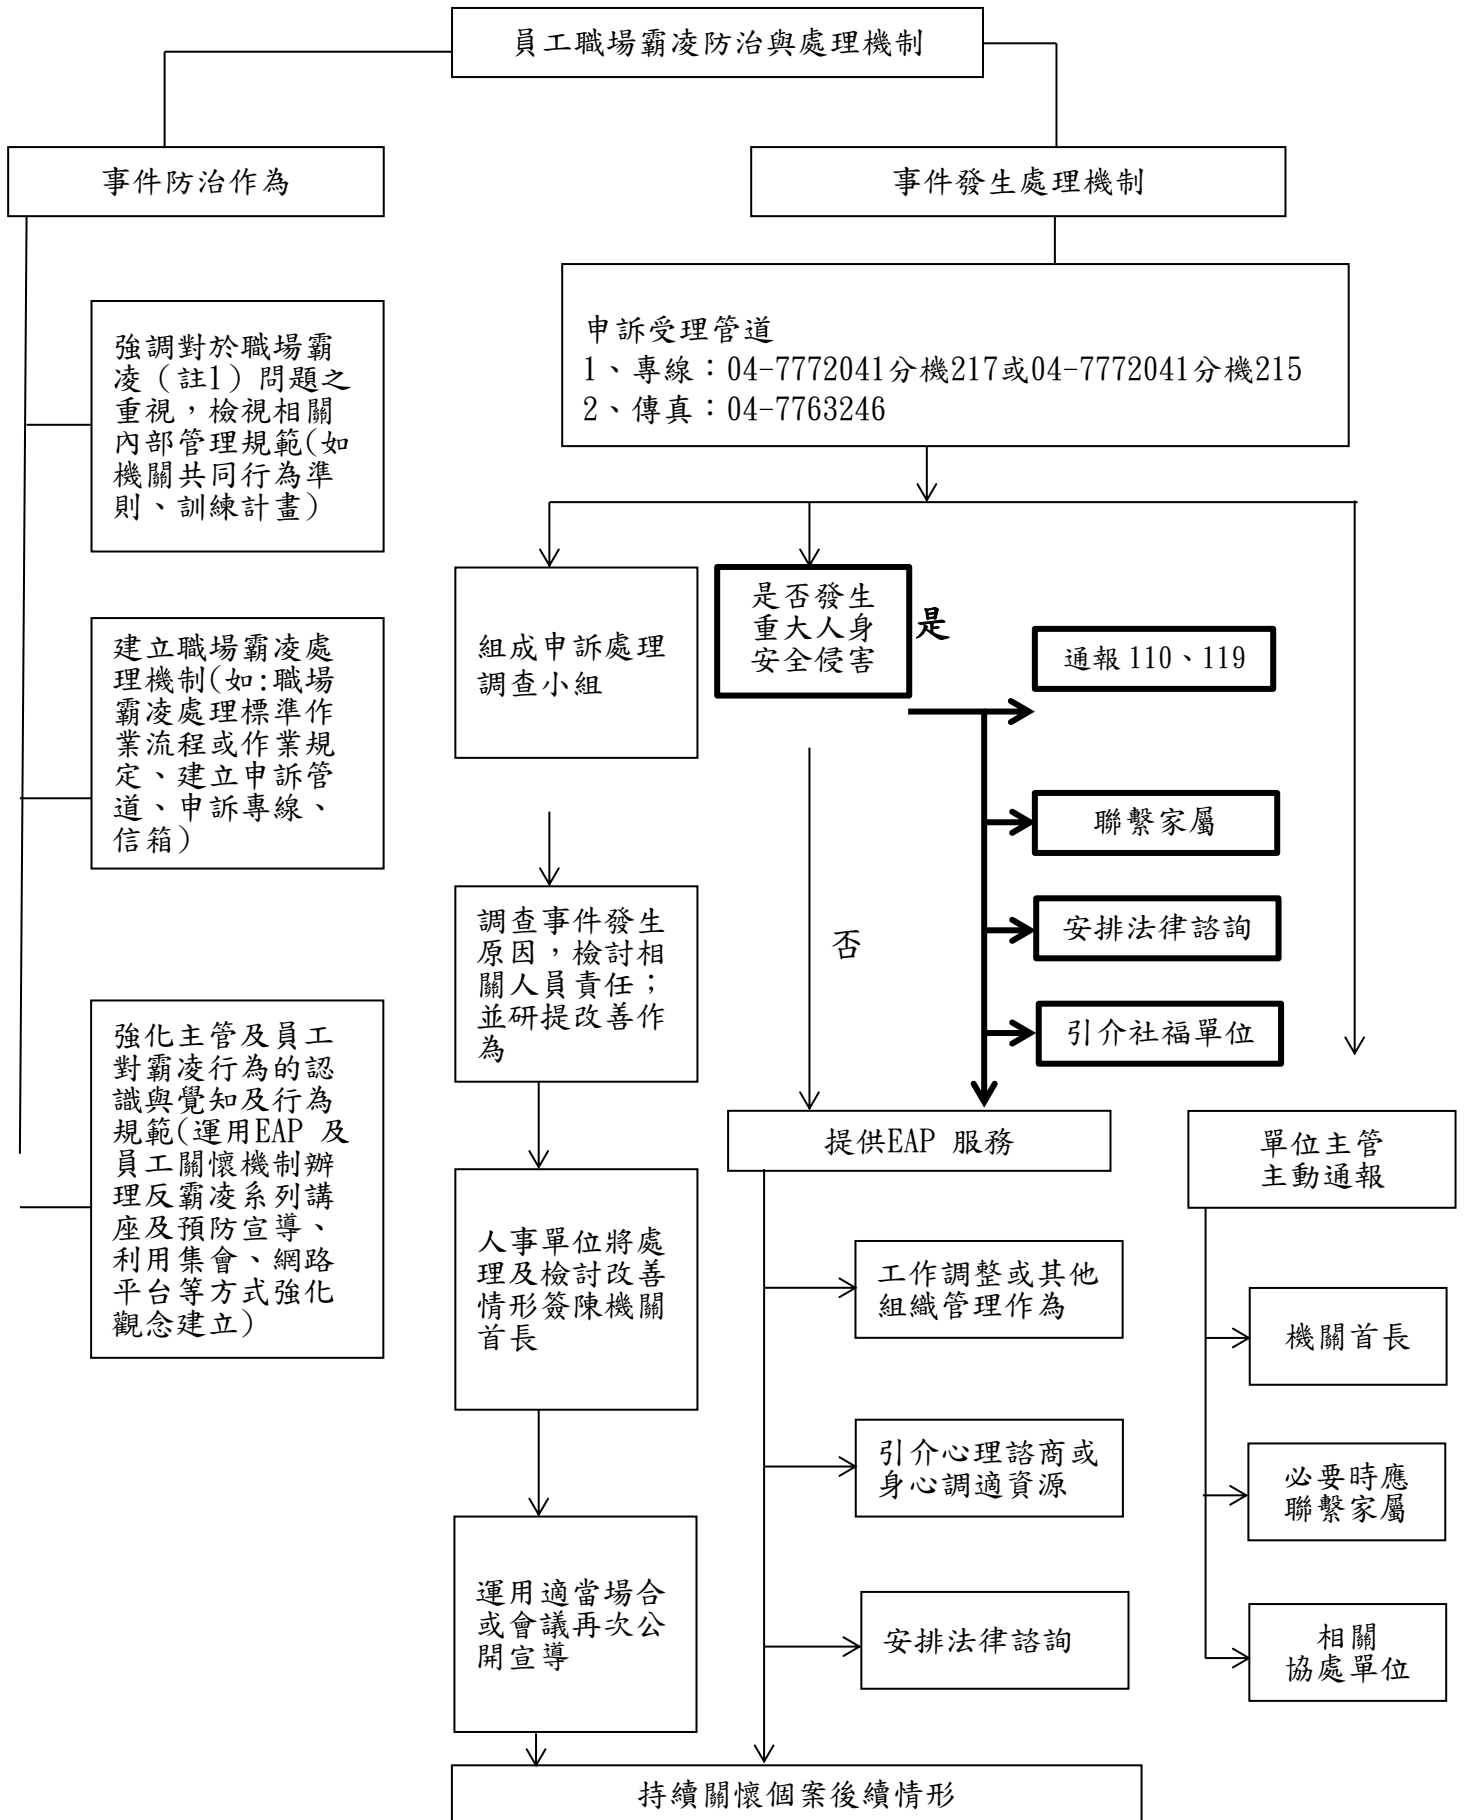 員工職場霸凌防治與處理機制
事件防治作為
事件發生處理機制
強調對於職場霸
凌（註1）問題之
重視，檢視相關
內部管理規範(如
機關共同行為準
則、訓練計畫)
建立職場霸凌處
理機制(如:職場
霸凌處理標準作
業流程或作業規
定、建立申訴管
道、申訴專線、
信箱)
強化主管及員工
對霸凌行為的認
識與覺知及行為
規範(運用EAP 及
員工關懷機制辦
理反霸凌系列講
座及預防宣導、
利用集會、網路
平台等方式強化
觀念建立)
申訴受理管道
1、專線：04-7772041分機217或04-7772041分機215
2、傳真：04-7763246
組成申訴處理
調查小組
調查事件發生
原因，檢討相
關人員責任；
並研提改善作
為
人事單位將處
理及檢討改善
情形簽陳機關
首長
運用適當場合
或會議再次公
開宣導
是否發生
重大人身
安全侵害
是
否
通報 110、119
聯繫家屬
安排法律諮詢
引介社福單位
提供EAP 服務
工作調整或其他
組織管理作為
引介心理諮商或
身心調適資源
安排法律諮詢
單位主管
主動通報
機關首長
必要時應
聯繫家屬
相關
協處單位
持續關懷個案後續情形